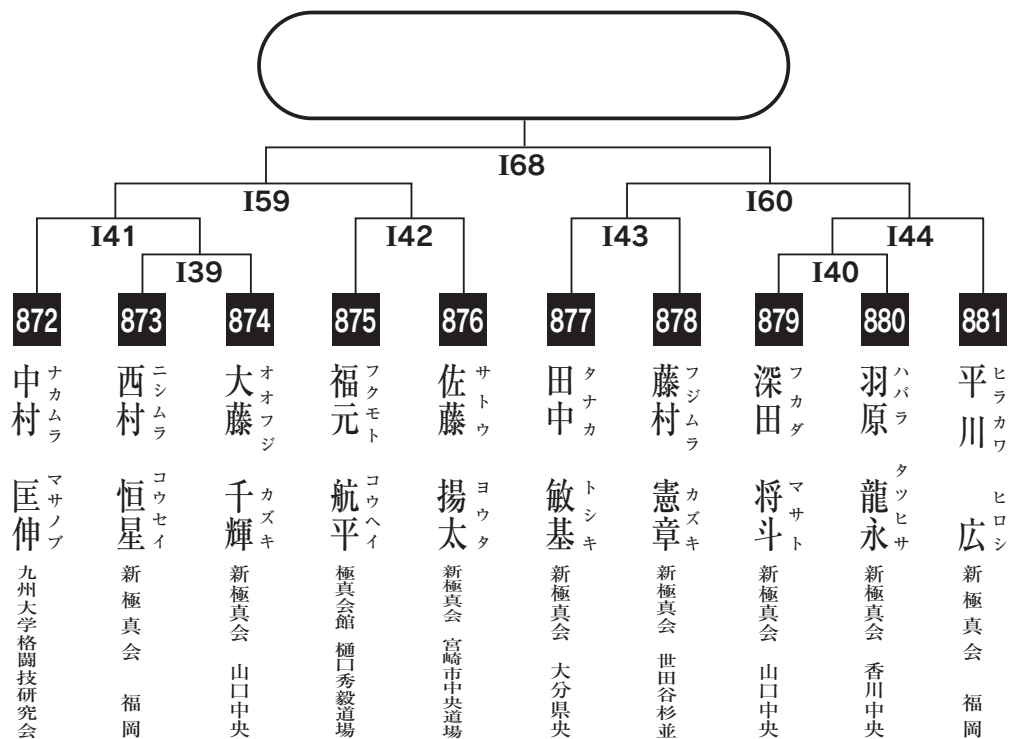 I68
I59
I60
I41
I42
I43
I44
I39
I40
872
873
874
875
876
877
878
879
880
881
中村 匡伸
ナカムラ マサノブ
九州大学格闘技研究会
西村 恒星
ニシムラ コウセイ
新極真会 福岡
大藤 千輝
オオフジ カズキ
新極真会 山口中央
福元 航平
フクモト コウヘイ
極真会館 樋口秀毅道場
佐藤 揚太
サトウ ヨウタ
新極真会 宮崎市中央道場
田中 敏基
タナカ トシキ
新極真会 大分県央
藤村 憲章
フジムラ カズキ
新極真会 世田谷杉並
深田 将斗
フカダ マサト
新極真会 山口中央
羽原 龍永
ハバラ タツヒサ
新極真会 香川中央
平川 広
ヒラカワ ヒロシ
新極真会 福岡